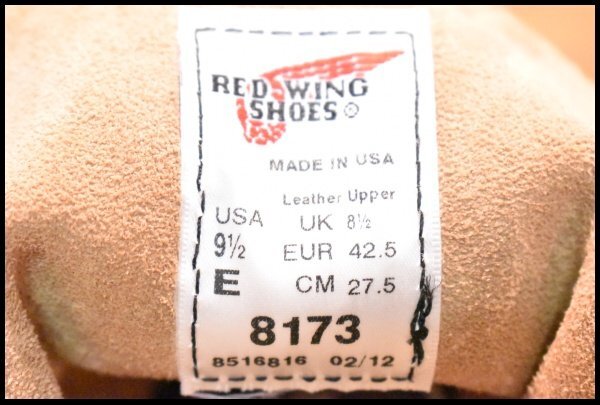 RED WING
SHOES ®
MADE IN USA
Leather Upper
USA UK 8½
9½ EUR 42.5
E CM 27.5
8173
8516816 02/12